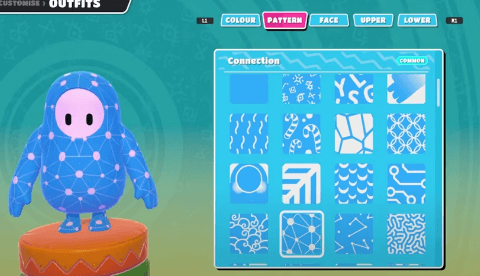 CUSTOMISE › OUTFITS
L1 COLOUR PATTERN FACE UPPER LOWER R1
Connection COMMON